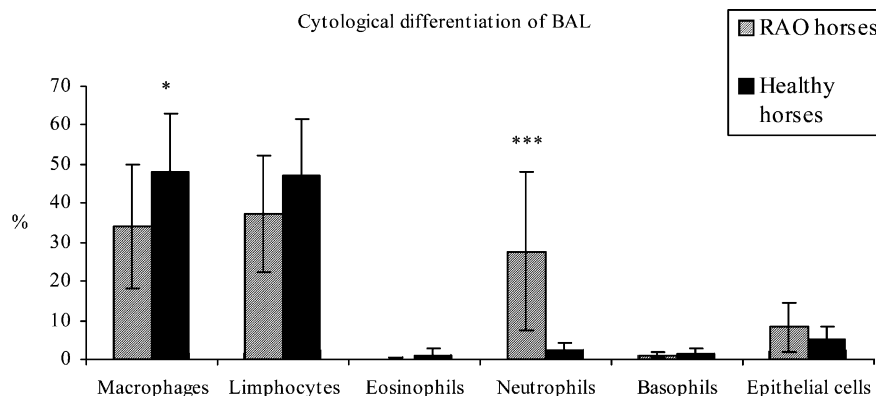 Cytological differentiation of BAL
RAO horses
Healthy
horses
70
60
50
40
30
20
10
0
%
*
***
Macrophages Limphocytes Eosinophils Neutrophils Basophils Epithelial cells